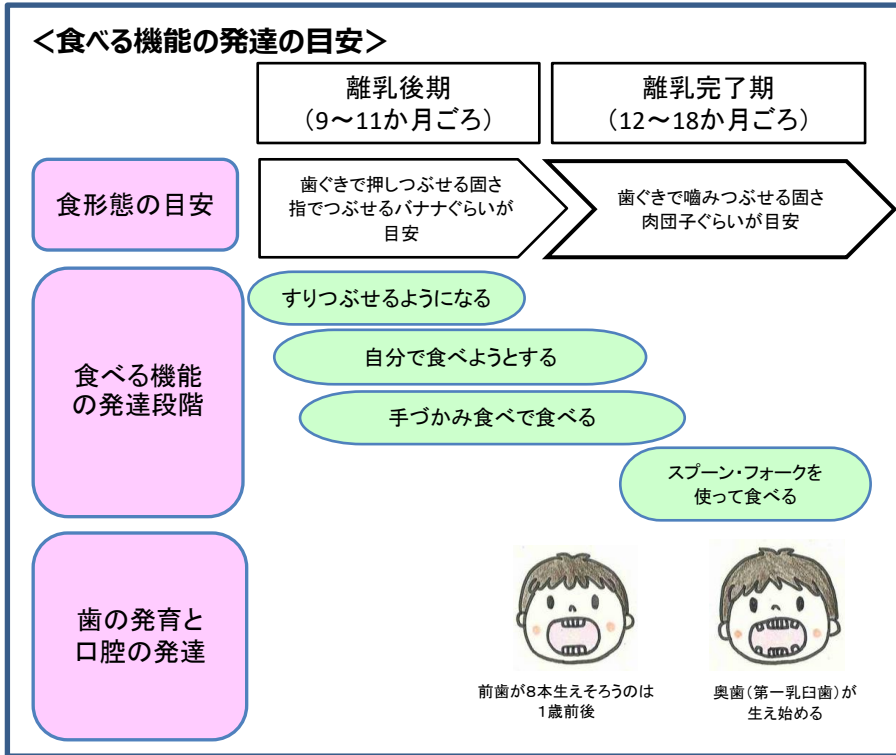 ＜食べる機能の発達の目安＞
離乳後期
（9～11か月ごろ）
離乳完了期
（12～18か月ごろ）
食形態の目安
歯ぐきで押しつぶせる固さ
指でつぶせるバナナぐらいが
目安
歯ぐきで嚙みつぶせる固さ
肉団子ぐらいが目安
食べる機能
の発達段階
すりつぶせるようになる
自分で食べようとする
手づかみ食べで食べる
スプーン・フォークを
使って食べる
歯の発育と
口腔の発達
前歯が８本生えそろうのは
１歳前後
奥歯（第一乳臼歯）が
生え始める